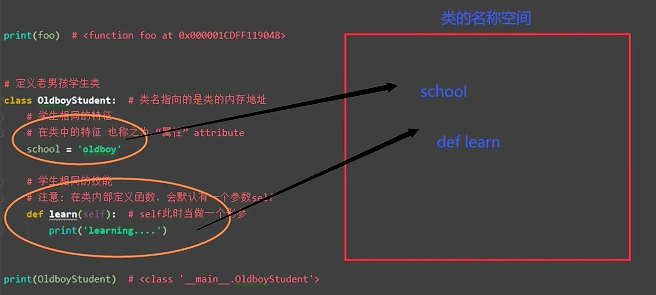 类的名称空间
print(foo)  # <function foo at 0x000001CDFF119048>
# 定义老男孩学生类
class OldboyStudent:  # 类名指向的是类的内存地址
# 学生相同的特征
# 在类中的特征 也称之为 “属性” attribute
school = 'oldboy'
# 学生相同的技能
# 注意: 在类内部定义函数，会默认有一个参数self
def learn(self):  # self此时当做一个形参
print('learning....')
print(OldboyStudent)  # <class '__main__.OldboyStudent'>
school
def learn